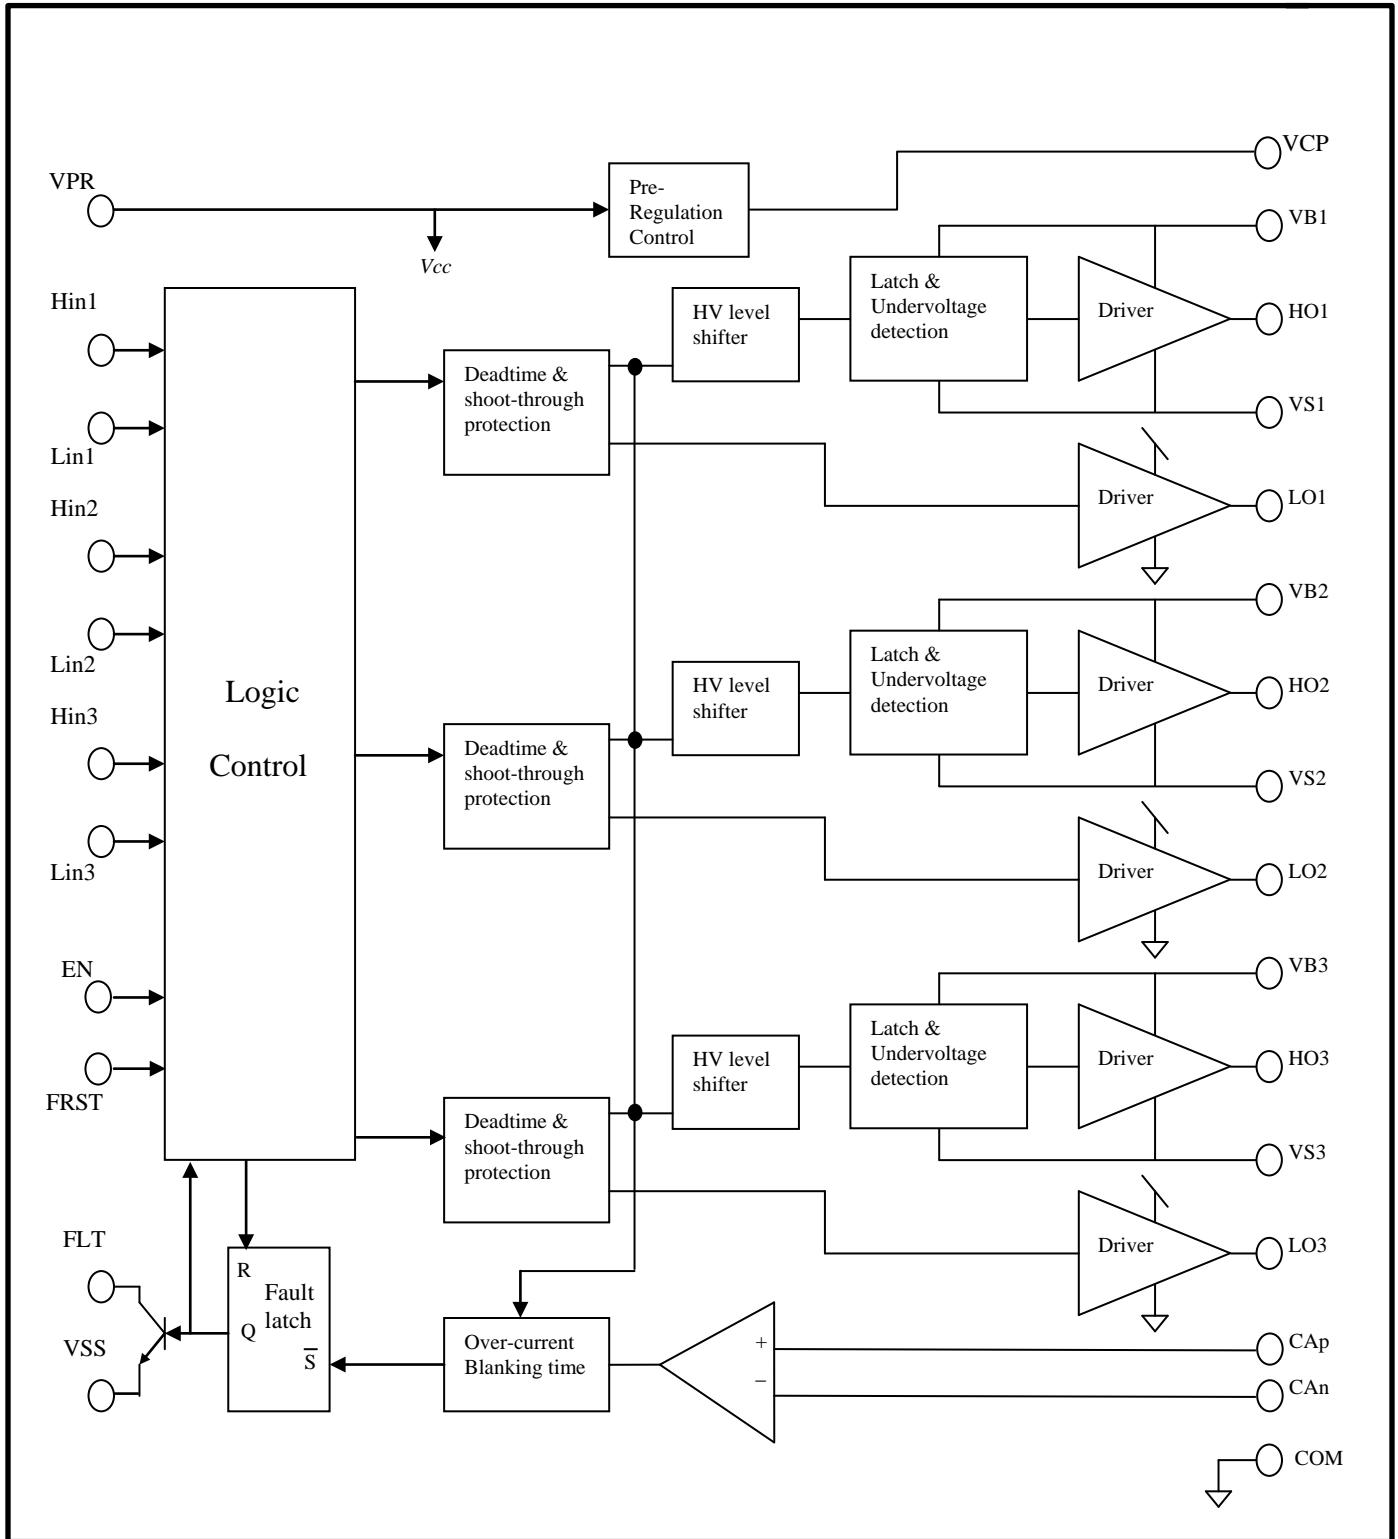 VCP
VPR
Pre-
Regulation
Control
VB1
Vcc
Hin1
HV level
shifter
Latch &
Undervoltage
detection
Driver
HO1
Lin1
Deadtime &
shoot-through
protection
VS1
Hin2
Driver
LO1
VB2
Lin2
Logic
Control
HV level
shifter
Latch &
Undervoltage
detection
Driver
HO2
Hin3
Deadtime &
shoot-through
protection
VS2
Lin3
Driver
LO2
EN
VB3
FRST
HV level
shifter
Latch &
Undervoltage
detection
Driver
HO3
Deadtime &
shoot-through
protection
VS3
FLT
Driver
LO3
R
Fault
latch
Q
S̅
VSS
Over-current
Blanking time
+
−
CAp
CAn
COM